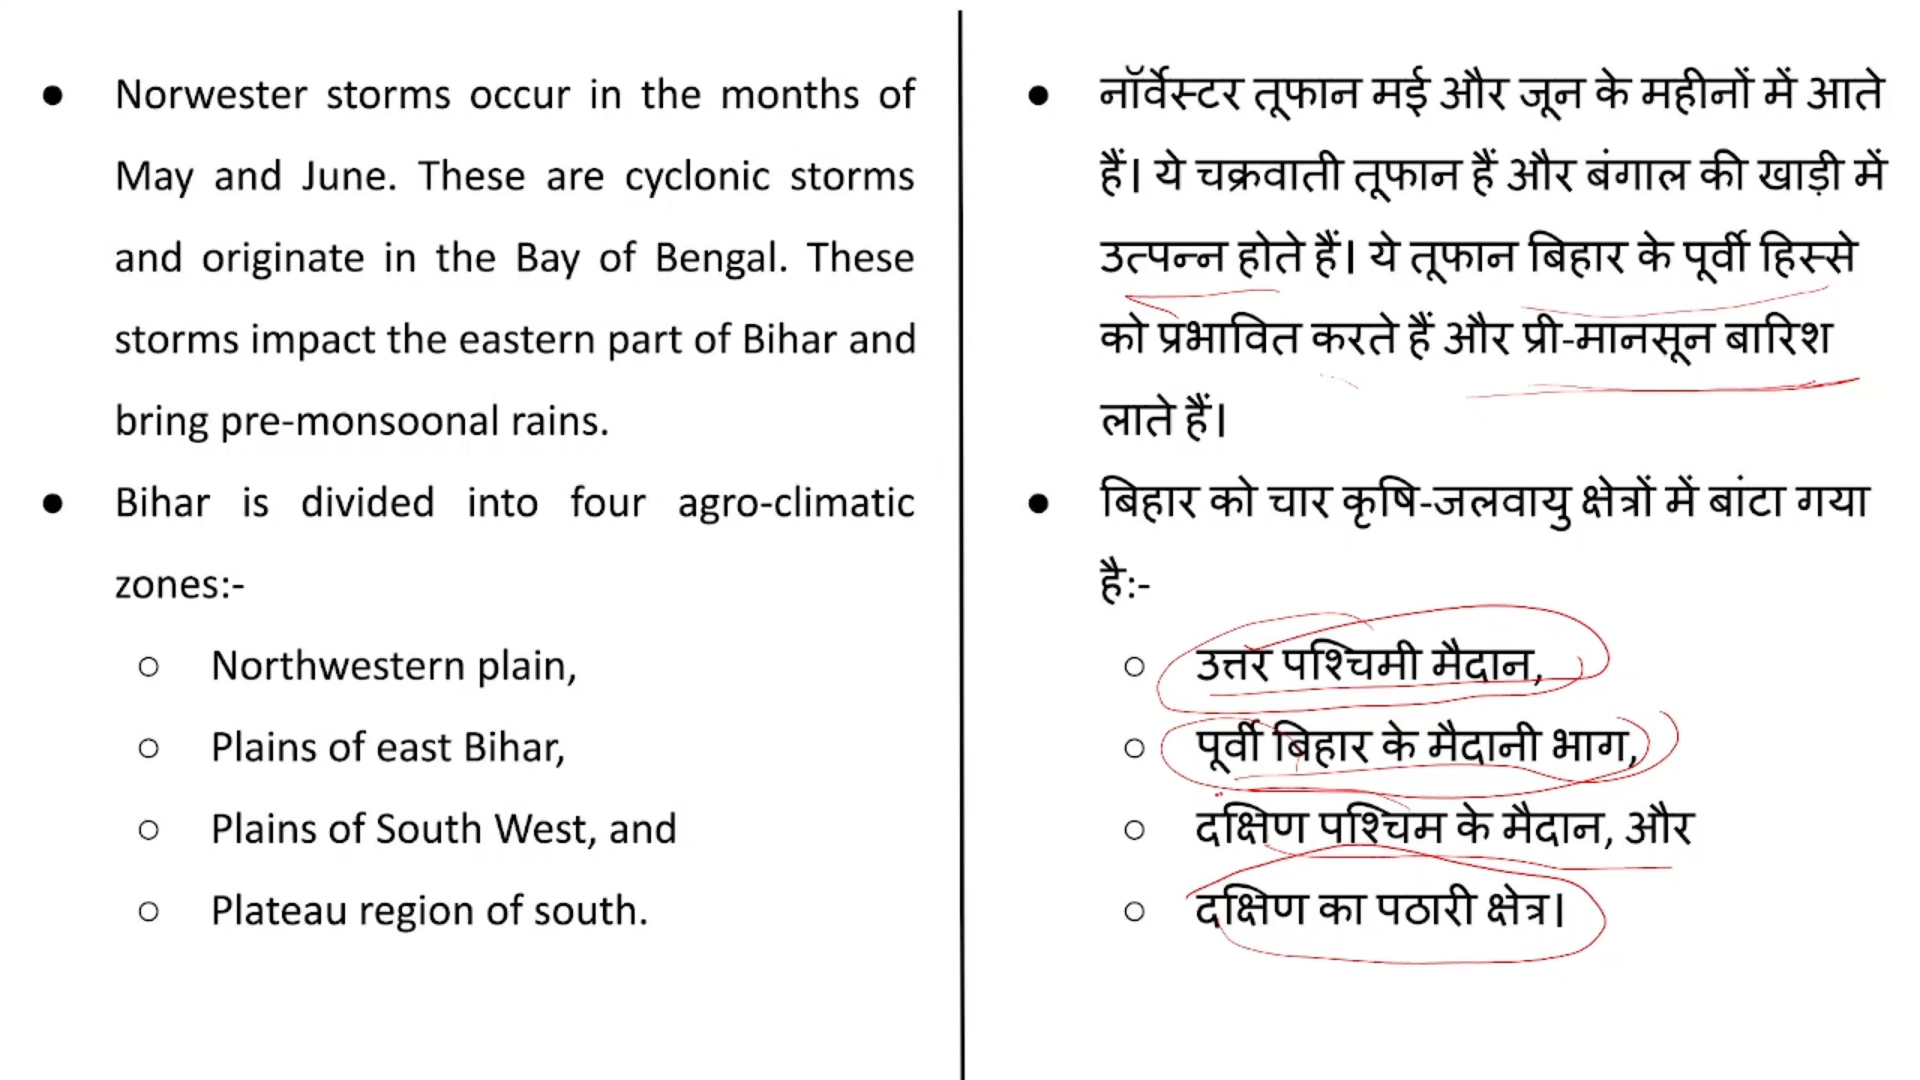 ● Norwester storms occur in the months of
May and June. These are cyclonic storms
and originate in the Bay of Bengal. These
storms impact the eastern part of Bihar and
bring pre-monsoonal rains.
● Bihar is divided into four agro-climatic
zones:-
○ Northwestern plain,
○ Plains of east Bihar,
○ Plains of South West, and
○ Plateau region of south.
● नॉर्वेस्टर तूफान मई और जून के महीनों में आते
हैं। ये चक्रवाती तूफान हैं और बंगाल की खाड़ी में
उत्पन्न होते हैं। ये तूफान बिहार के पूर्वी हिस्से
को प्रभावित करते हैं और प्री-मानसून बारिश
लाते हैं।
● बिहार को चार कृषि-जलवायु क्षेत्रों में बांटा गया
है:-
○ उत्तर पश्चिमी मैदान,
○ पूर्वी बिहार के मैदानी भाग,
○ दक्षिण पश्चिम के मैदान, और
○ दक्षिण का पठारी क्षेत्र।